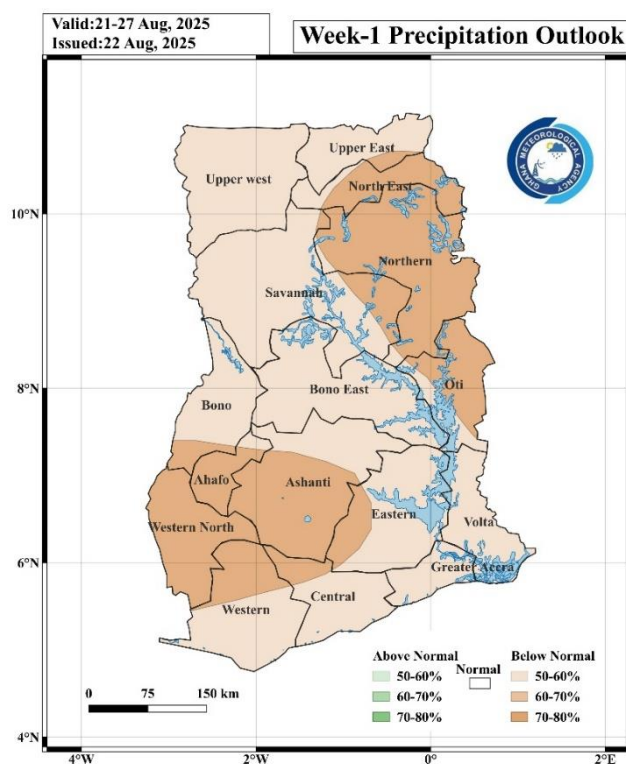 Valid:21-27 Aug, 2025
Issued:22 Aug, 2025
Week-1 Precipitation Outlook
GHANA METEOROLOGICAL AGENCY
Upper East
Upper west
North East
10°N
Northern
Savannah
8°N
Bono East
Oti
Bono
Ahafo
Ashanti
Western North
Eastern
Volta
6°N
Greater Accra
Western
Central
Above Normal
Normal
Below Normal
50-60%
50-60%
60-70%
60-70%
70-80%
70-80%
0
75
150 km
4°N
4°W
2°W
0°
2°E